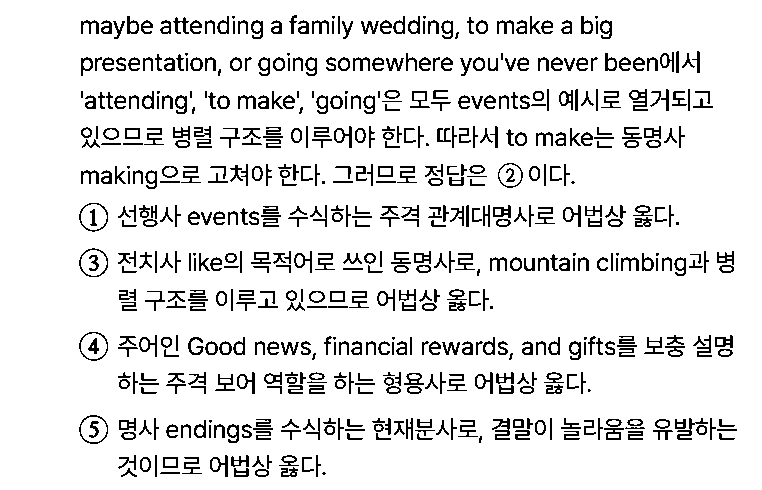 maybe attending a family wedding, to make a big
presentation, or going somewhere you've never been에서
'attending', 'to make', 'going'은 모두 events의 예시로 열거되고
있으므로 병렬 구조를 이루어야 한다. 따라서 to make는 동명사
making으로 고쳐야 한다. 그러므로 정답은 ②이다.
① 선행사 events를 수식하는 주격 관계대명사로 어법상 옳다.
③ 전치사 like의 목적어로 쓰인 동명사로, mountain climbing과 병
렬 구조를 이루고 있으므로 어법상 옳다.
④ 주어인 Good news, financial rewards, and gifts를 보충 설명
하는 주격 보어 역할을 하는 형용사로 어법상 옳다.
⑤ 명사 endings를 수식하는 현재분사로, 결말이 놀라움을 유발하는
것이므로 어법상 옳다.